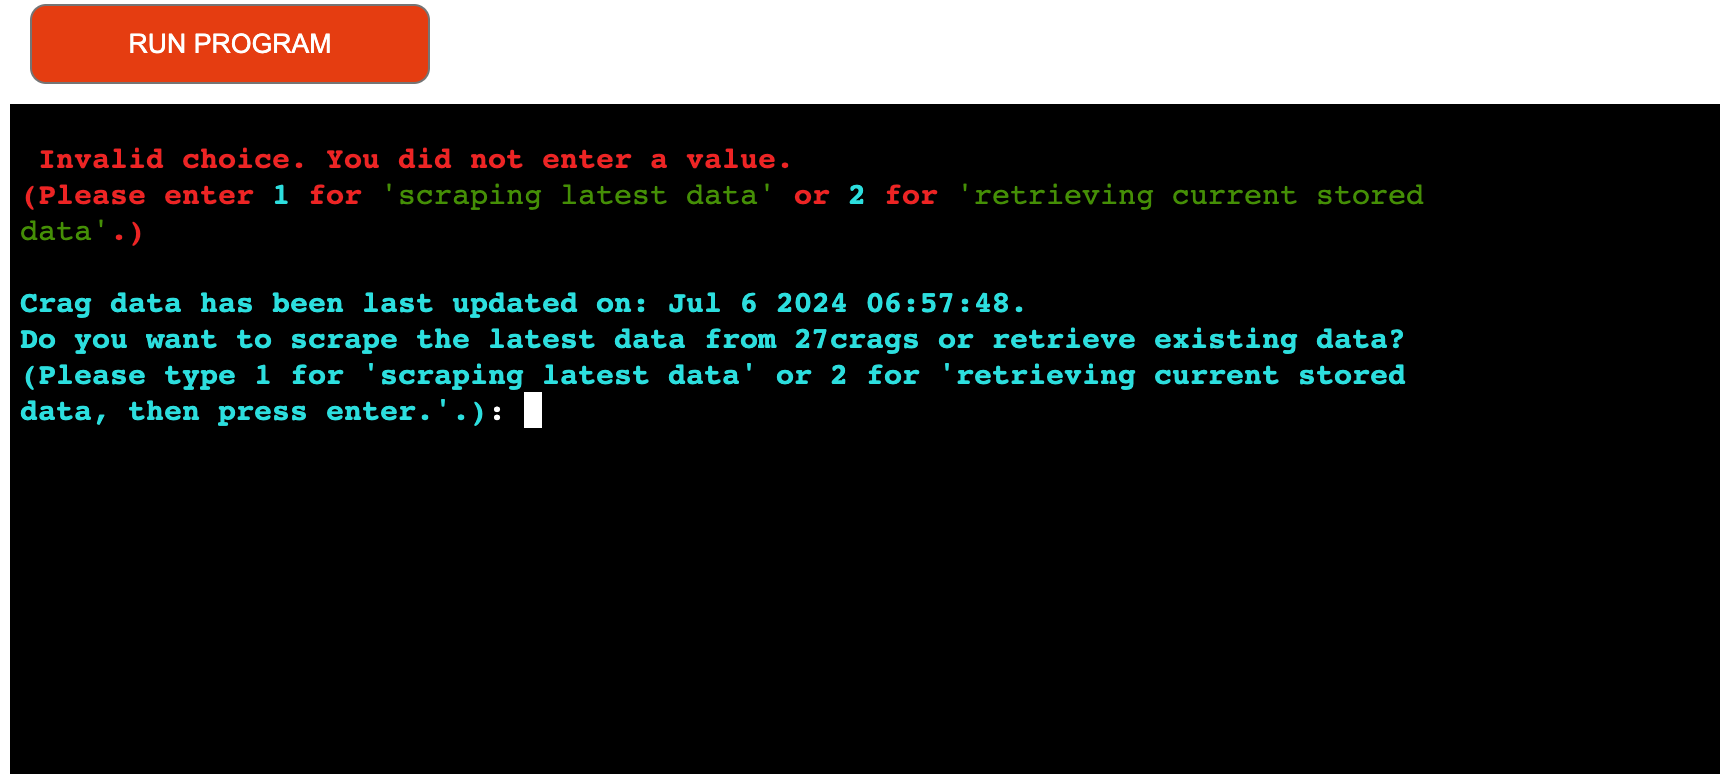 RUN PROGRAM
Invalid choice. You did not enter a value.
(Please enter 1 for 'scraping latest data' or 2 for 'retrieving current stored
data'.)
Crag data has been last updated on: Jul 6 2024 06:57:48.
Do you want to scrape the latest data from 27crags or retrieve existing data?
(Please type 1 for 'scraping latest data' or 2 for 'retrieving current stored
data, then press enter.'.):